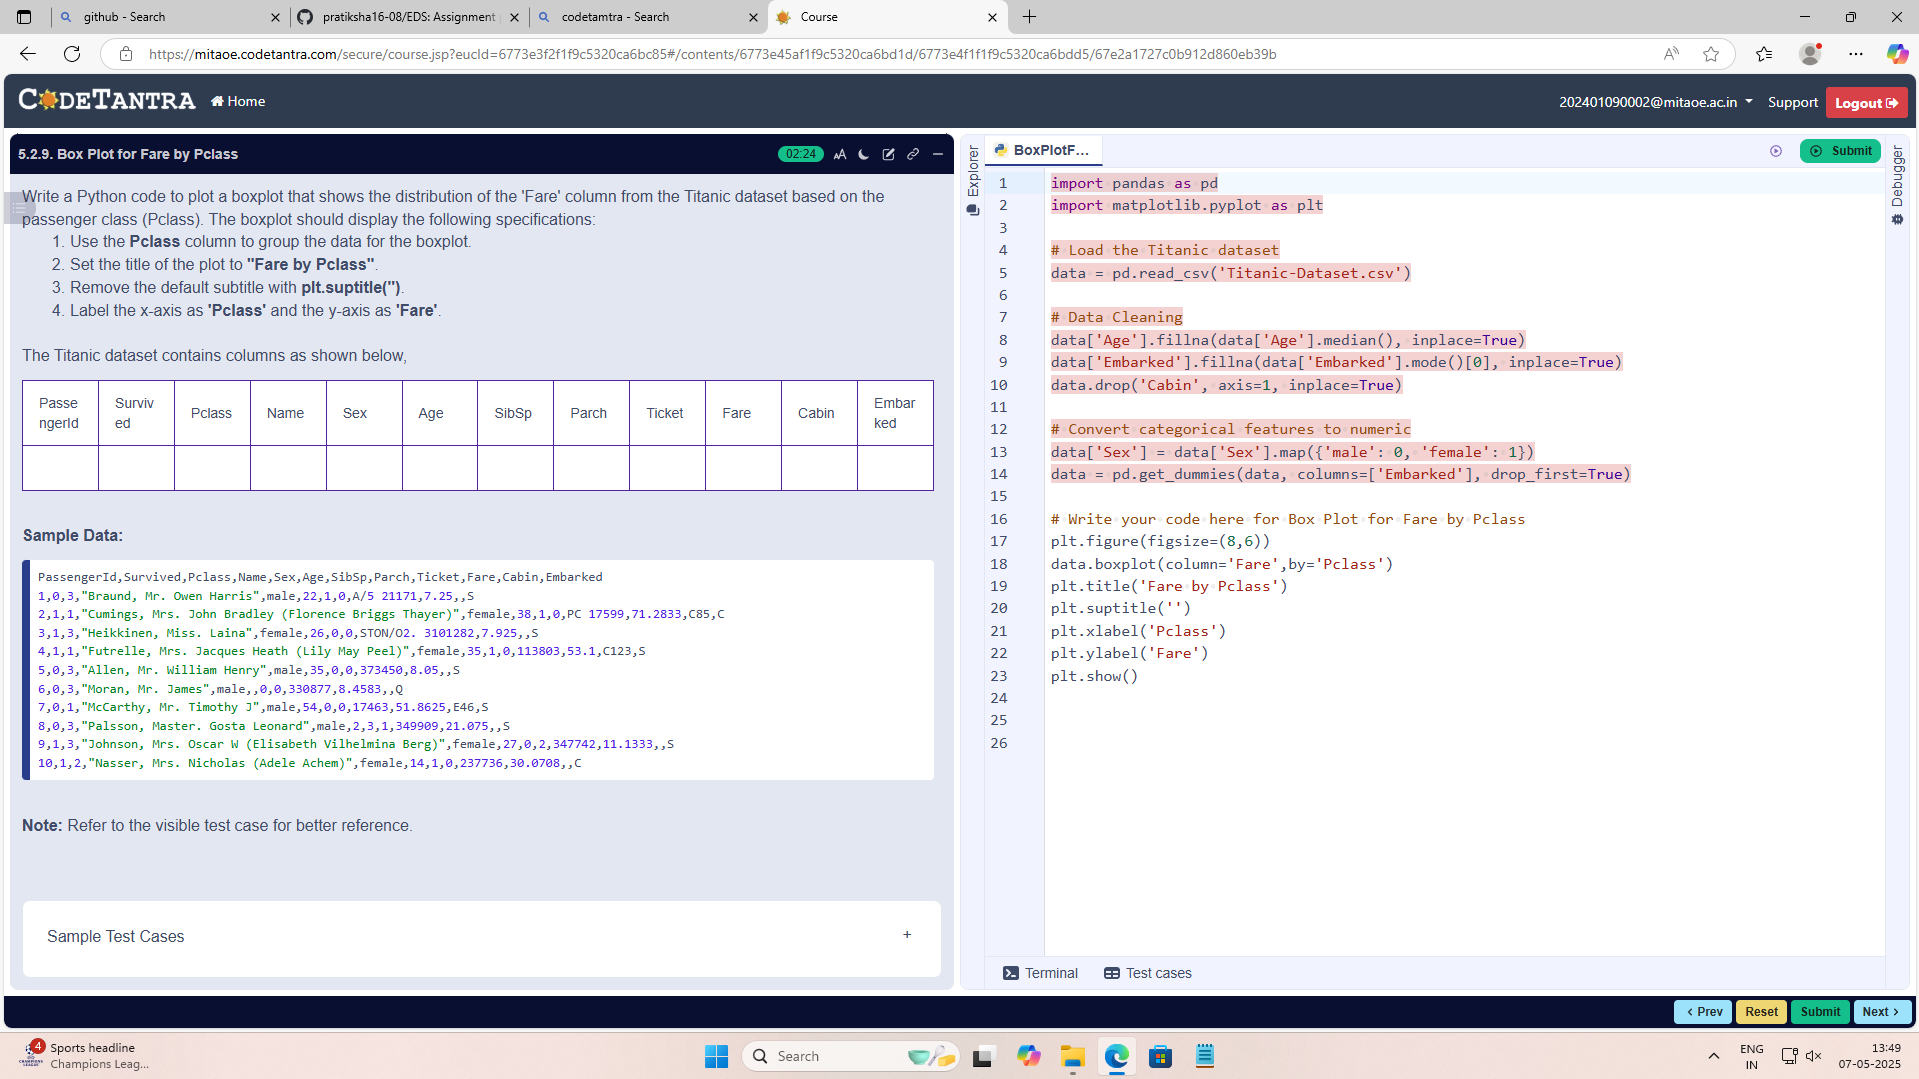 github - Search
pratiksha16-08/EDS: Assignment
codetamtra - Search
Course
https://mitaoe.codetantra.com/secure/course.jsp?eucId=6773e3f2f1f9c5320ca6bc85#/contents/6773e45af1f9c5320ca6bd1d/6773e4f1f1f9c5320ca6bdd5/67e2a1727c0b912d860eb39b
CODETANTRA
Home
202401090002@mitaoe.ac.in
Support
Logout
5.2.9. Box Plot for Fare by Pclass
02:24
Write a Python code to plot a boxplot that shows the distribution of the 'Fare' column from the Titanic dataset based on the
passenger class (Pclass). The boxplot should display the following specifications:
1. Use the Pclass column to group the data for the boxplot.
2. Set the title of the plot to "Fare by Pclass".
3. Remove the default subtitle with plt.suptitle('').
4. Label the x-axis as 'Pclass' and the y-axis as 'Fare'.
The Titanic dataset contains columns as shown below,
PassengerId Survived Pclass Name Sex Age SibSp Parch Ticket Fare Cabin Embarked
Sample Data:
PassengerId,Survived,Pclass,Name,Sex,Age,SibSp,Parch,Ticket,Fare,Cabin,Embarked
1,0,3,"Braund, Mr. Owen Harris",male,22,1,0,A/5 21171,7.25,,S
2,1,1,"Cumings, Mrs. John Bradley (Florence Briggs Thayer)",female,38,1,0,PC 17599,71.2833,C85,C
3,1,3,"Heikkinen, Miss. Laina",female,26,0,0,STON/O2. 3101282,7.925,,S
4,1,1,"Futrelle, Mrs. Jacques Heath (Lily May Peel)",female,35,1,0,113803,53.1,C123,S
5,0,3,"Allen, Mr. William Henry",male,35,0,0,373450,8.05,,S
6,0,3,"Moran, Mr. James",male,,0,0,330877,8.4583,,Q
7,0,1,"McCarthy, Mr. Timothy J",male,54,0,0,17463,51.8625,E46,S
8,0,3,"Palsson, Master. Gosta Leonard",male,2,3,1,349909,21.075,,S
9,1,3,"Johnson, Mrs. Oscar W (Elisabeth Vilhelmina Berg)",female,27,0,2,347742,11.1333,,S
10,1,2,"Nasser, Mrs. Nicholas (Adele Achem)",female,14,1,0,237736,30.0708,,C
Note: Refer to the visible test case for better reference.
Sample Test Cases
+
Explorer
BoxPlotF...
Submit
Debugger
1 import pandas as pd
2 import matplotlib.pyplot as plt
3
4 # Load the Titanic dataset
5 data = pd.read_csv('Titanic-Dataset.csv')
6
7 # Data Cleaning
8 data['Age'].fillna(data['Age'].median(), inplace=True)
9 data['Embarked'].fillna(data['Embarked'].mode()[0], inplace=True)
10 data.drop('Cabin', axis=1, inplace=True)
11
12 # Convert categorical features to numeric
13 data['Sex'] = data['Sex'].map({'male': 0, 'female': 1})
14 data = pd.get_dummies(data, columns=['Embarked'], drop_first=True)
15
16 # Write your code here for Box Plot for Fare by Pclass
17 plt.figure(figsize=(8,6))
18 data.boxplot(column='Fare',by='Pclass')
19 plt.title('Fare by Pclass')
20 plt.suptitle('')
21 plt.xlabel('Pclass')
22 plt.ylabel('Fare')
23 plt.show()
24
25
26
Terminal
Test cases
< Prev
Reset
Submit
Next >
4
Sports headline
Champions Leag...
Search
ENG
IN
13:49
07-05-2025